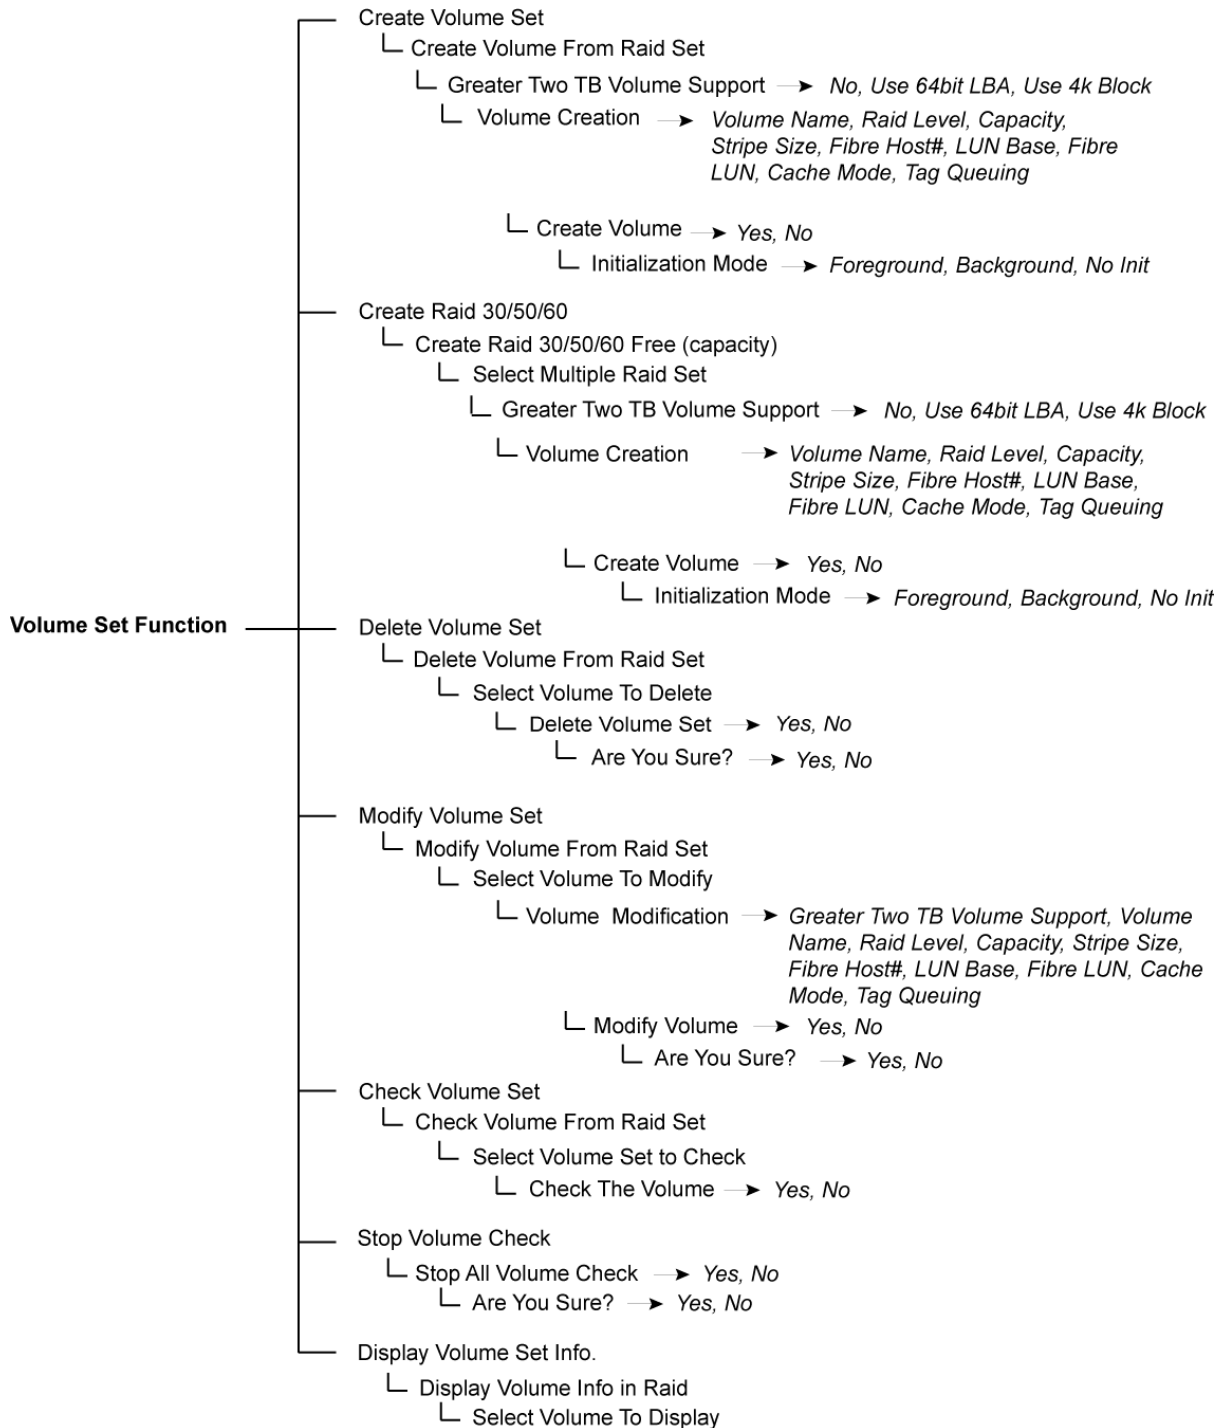 Create Volume Set
Create Volume From Raid Set
Greater Two TB Volume Support No, Use 64bit LBA, Use 4k Block
Volume Creation Volume Name, Raid Level, Capacity,
Stripe Size, Fibre Host#, LUN Base, Fibre
LUN, Cache Mode, Tag Queuing
Create Volume Yes, No
Initialization Mode Foreground, Background, No Init
Create Raid 30/50/60
Create Raid 30/50/60 Free (capacity)
Select Multiple Raid Set
Greater Two TB Volume Support No, Use 64bit LBA, Use 4k Block
Volume Creation Volume Name, Raid Level, Capacity,
Stripe Size, Fibre Host#, LUN Base,
Fibre LUN, Cache Mode, Tag Queuing
Create Volume Yes, No
Initialization Mode Foreground, Background, No Init
Volume Set Function Delete Volume Set
Delete Volume From Raid Set
Select Volume To Delete
Delete Volume Set Yes, No
Are You Sure? Yes, No
Modify Volume Set
Modify Volume From Raid Set
Select Volume To Modify
Volume Modification Greater Two TB Volume Support, Volume
Name, Raid Level, Capacity, Stripe Size,
Fibre Host#, LUN Base, Fibre LUN, Cache
Mode, Tag Queuing
Modify Volume Yes, No
Are You Sure? Yes, No
Check Volume Set
Check Volume From Raid Set
Select Volume Set to Check
Check The Volume Yes, No
Stop Volume Check
Stop All Volume Check Yes, No
Are You Sure? Yes, No
Display Volume Set Info.
Display Volume Info in Raid
Select Volume To Display